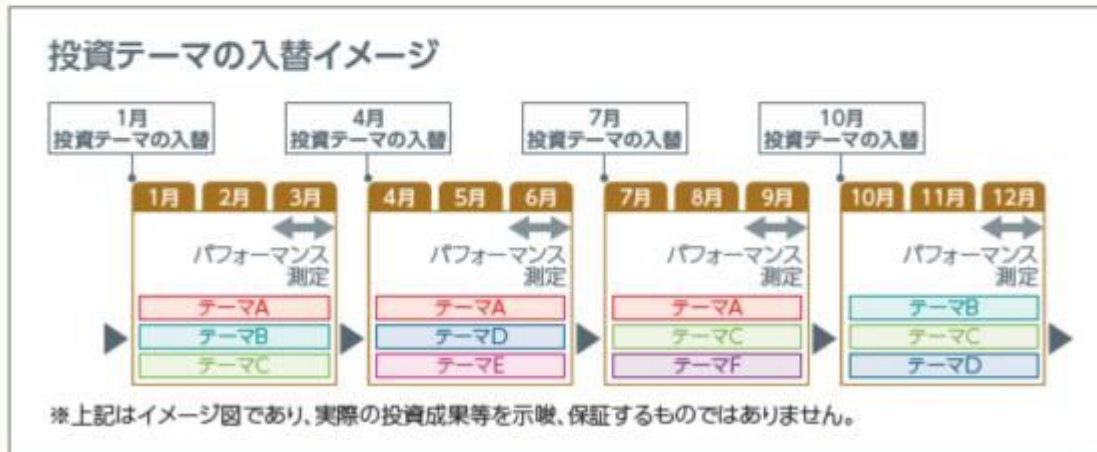 投資テーマの入替イメージ
1月
投資テーマの入替
4月
投資テーマの入替
7月
投資テーマの入替
10月
投資テーマの入替
1月 2月 3月
パフォーマンス
測定
テーマA
テーマB
テーマC
4月 5月 6月
パフォーマンス
測定
テーマA
テーマD
テーマE
7月 8月 9月
パフォーマンス
測定
テーマA
テーマC
テーマF
10月 11月 12月
パフォーマンス
測定
テーマB
テーマC
テーマD
※上記はイメージ図であり、実際の投資成果等を示唆、保証するものではありません。